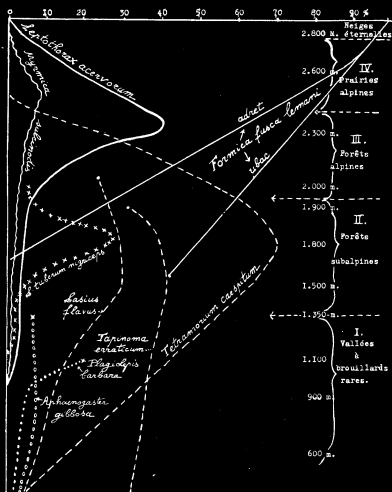 0 10 20 30 40 50 60 70 80 90 %
Neiges
éternelles
2.800 M.
Leptothorax acervorum
Myrmica
sulcinodis
IV.
Prairies
alpines
2.600 m.
adret
Formica fusca lemani
ubac
2.300 m.
III.
Forêts
alpines
2.000 m.
1.900 m.
II.
Forêts
subalpines
1.800 m.
L. tuberum nigriceps
1.500 m.
Lasius
flavus
Tetramorium caespitum
1.350 m.
I.
Vallées
à
brouillards
rares.
Tapinoma
erraticum
Plagiolepis
barbara
1.100 m.
Aphaenogaster
gibbosa
900 m.
600 m.